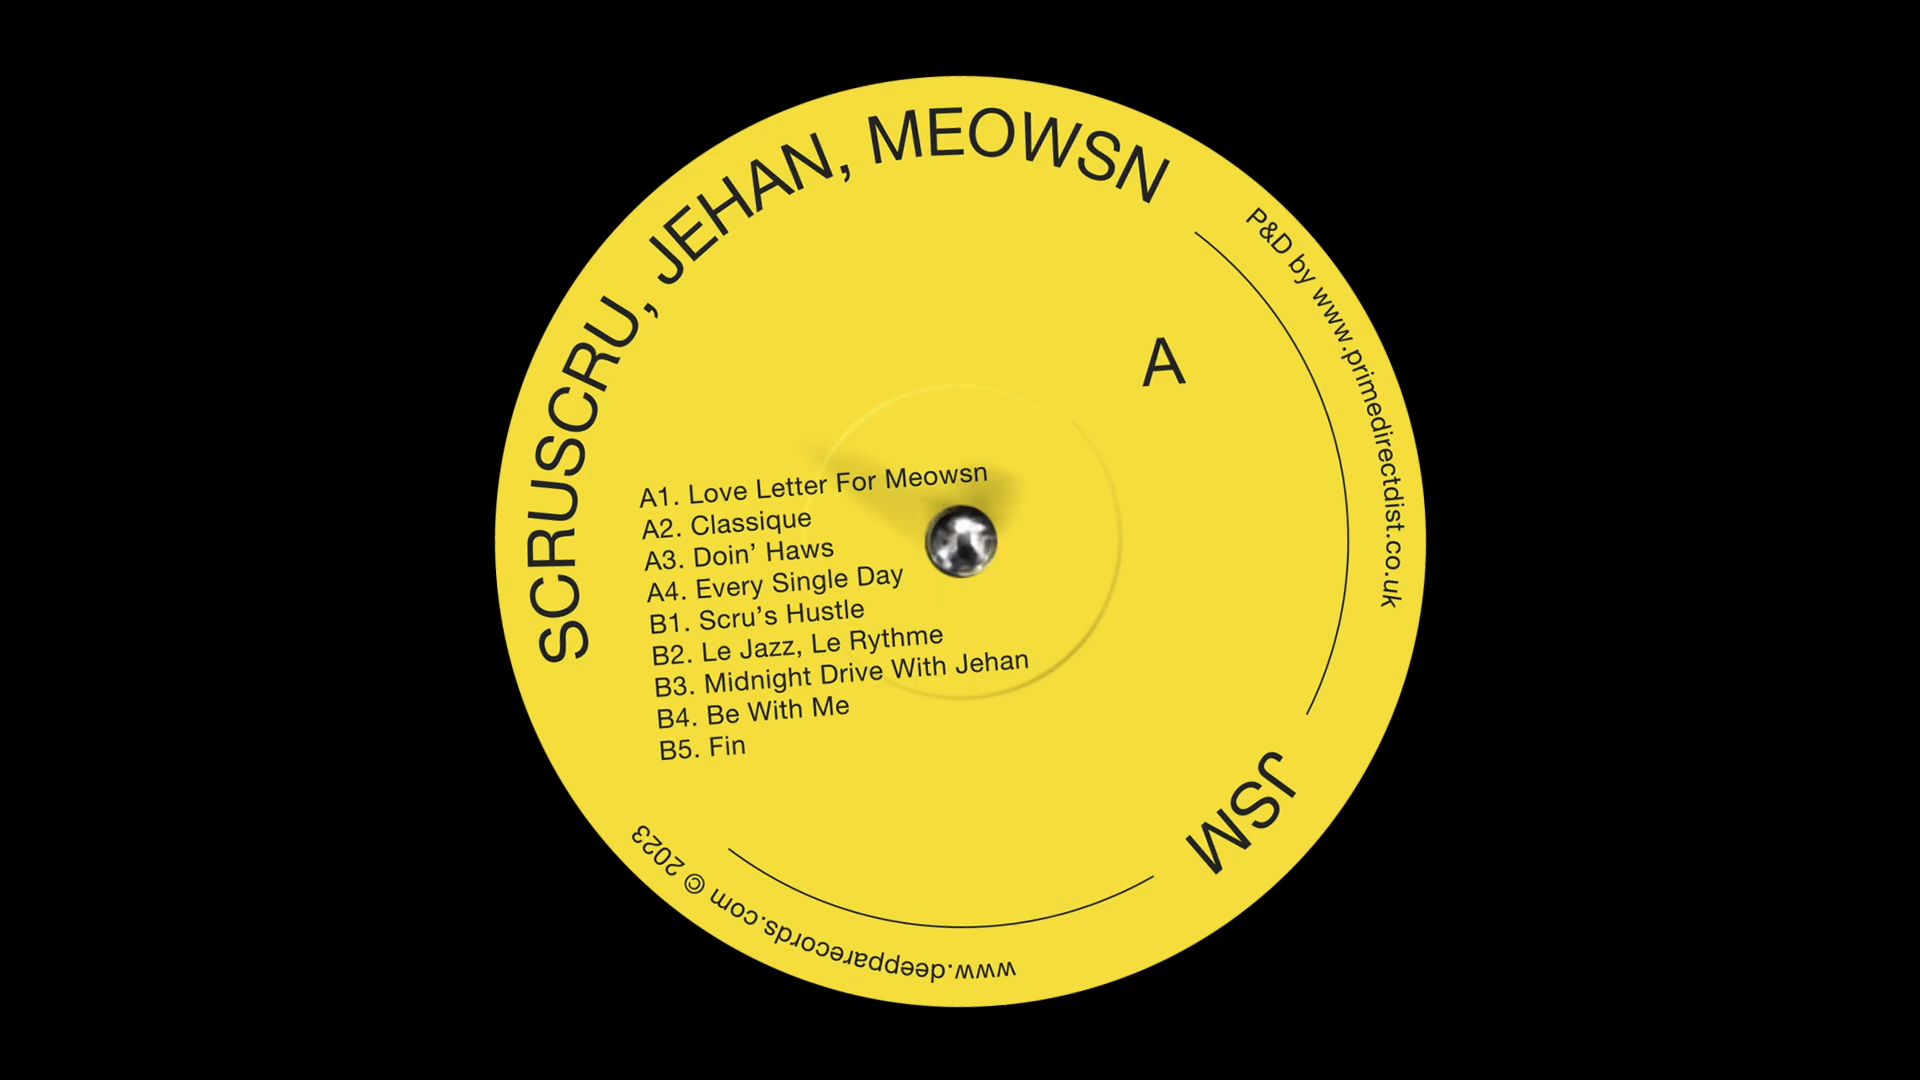 SCRUSCRU, JEHAN, MEOWSN
P&D by www.primedirectdist.co.uk
A
A1. Love Letter For Meowsn
A2. Classique
A3. Doin’ Haws
A4. Every Single Day
B1. Scru’s Hustle
B2. Le Jazz, Le Rythme
B3. Midnight Drive With Jehan
B4. Be With Me
B5. Fin
JSM
www.deepparecords.com © 2023